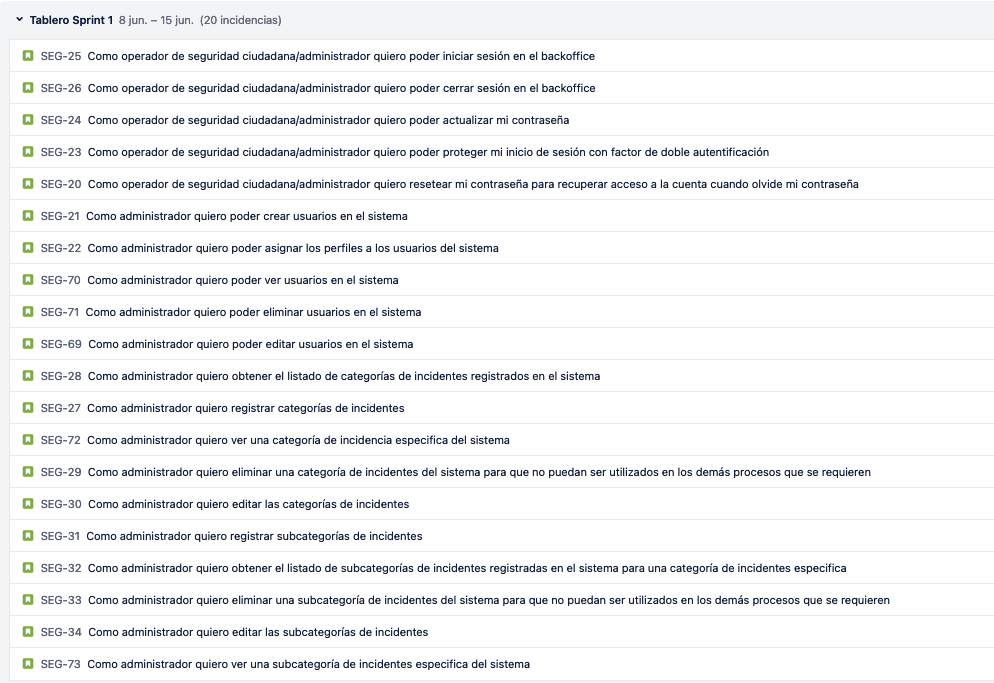 Tablero Sprint 1 8 jun. – 15 jun. (20 incidencias)
SEG-25 Como operador de seguridad ciudadana/administrador quiero poder iniciar sesión en el backoffice
SEG-26 Como operador de seguridad ciudadana/administrador quiero poder cerrar sesión en el backoffice
SEG-24 Como operador de seguridad ciudadana/administrador quiero poder actualizar mi contraseña
SEG-23 Como operador de seguridad ciudadana/administrador quiero poder proteger mi inicio de sesión con factor de doble autentificación
SEG-20 Como operador de seguridad ciudadana/administrador quiero resetear mi contraseña para recuperar acceso a la cuenta cuando olvide mi contraseña
SEG-21 Como administrador quiero poder crear usuarios en el sistema
SEG-22 Como administrador quiero poder asignar los perfiles a los usuarios del sistema
SEG-70 Como administrador quiero poder ver usuarios en el sistema
SEG-71 Como administrador quiero poder eliminar usuarios en el sistema
SEG-69 Como administrador quiero poder editar usuarios en el sistema
SEG-28 Como administrador quiero obtener el listado de categorías de incidentes registrados en el sistema
SEG-27 Como administrador quiero registrar categorías de incidentes
SEG-72 Como administrador quiero ver una categoría de incidencia especifica del sistema
SEG-29 Como administrador quiero eliminar una categoría de incidentes del sistema para que no puedan ser utilizados en los demás procesos que se requieren
SEG-30 Como administrador quiero editar las categorías de incidentes
SEG-31 Como administrador quiero registrar subcategorías de incidentes
SEG-32 Como administrador quiero obtener el listado de subcategorías de incidentes registradas en el sistema para una categoría de incidentes especifica
SEG-33 Como administrador quiero eliminar una subcategoría de incidentes del sistema para que no puedan ser utilizados en los demás procesos que se requieren
SEG-34 Como administrador quiero editar las subcategorías de incidentes
SEG-73 Como administrador quiero ver una subcategoría de incidentes especifica del sistema